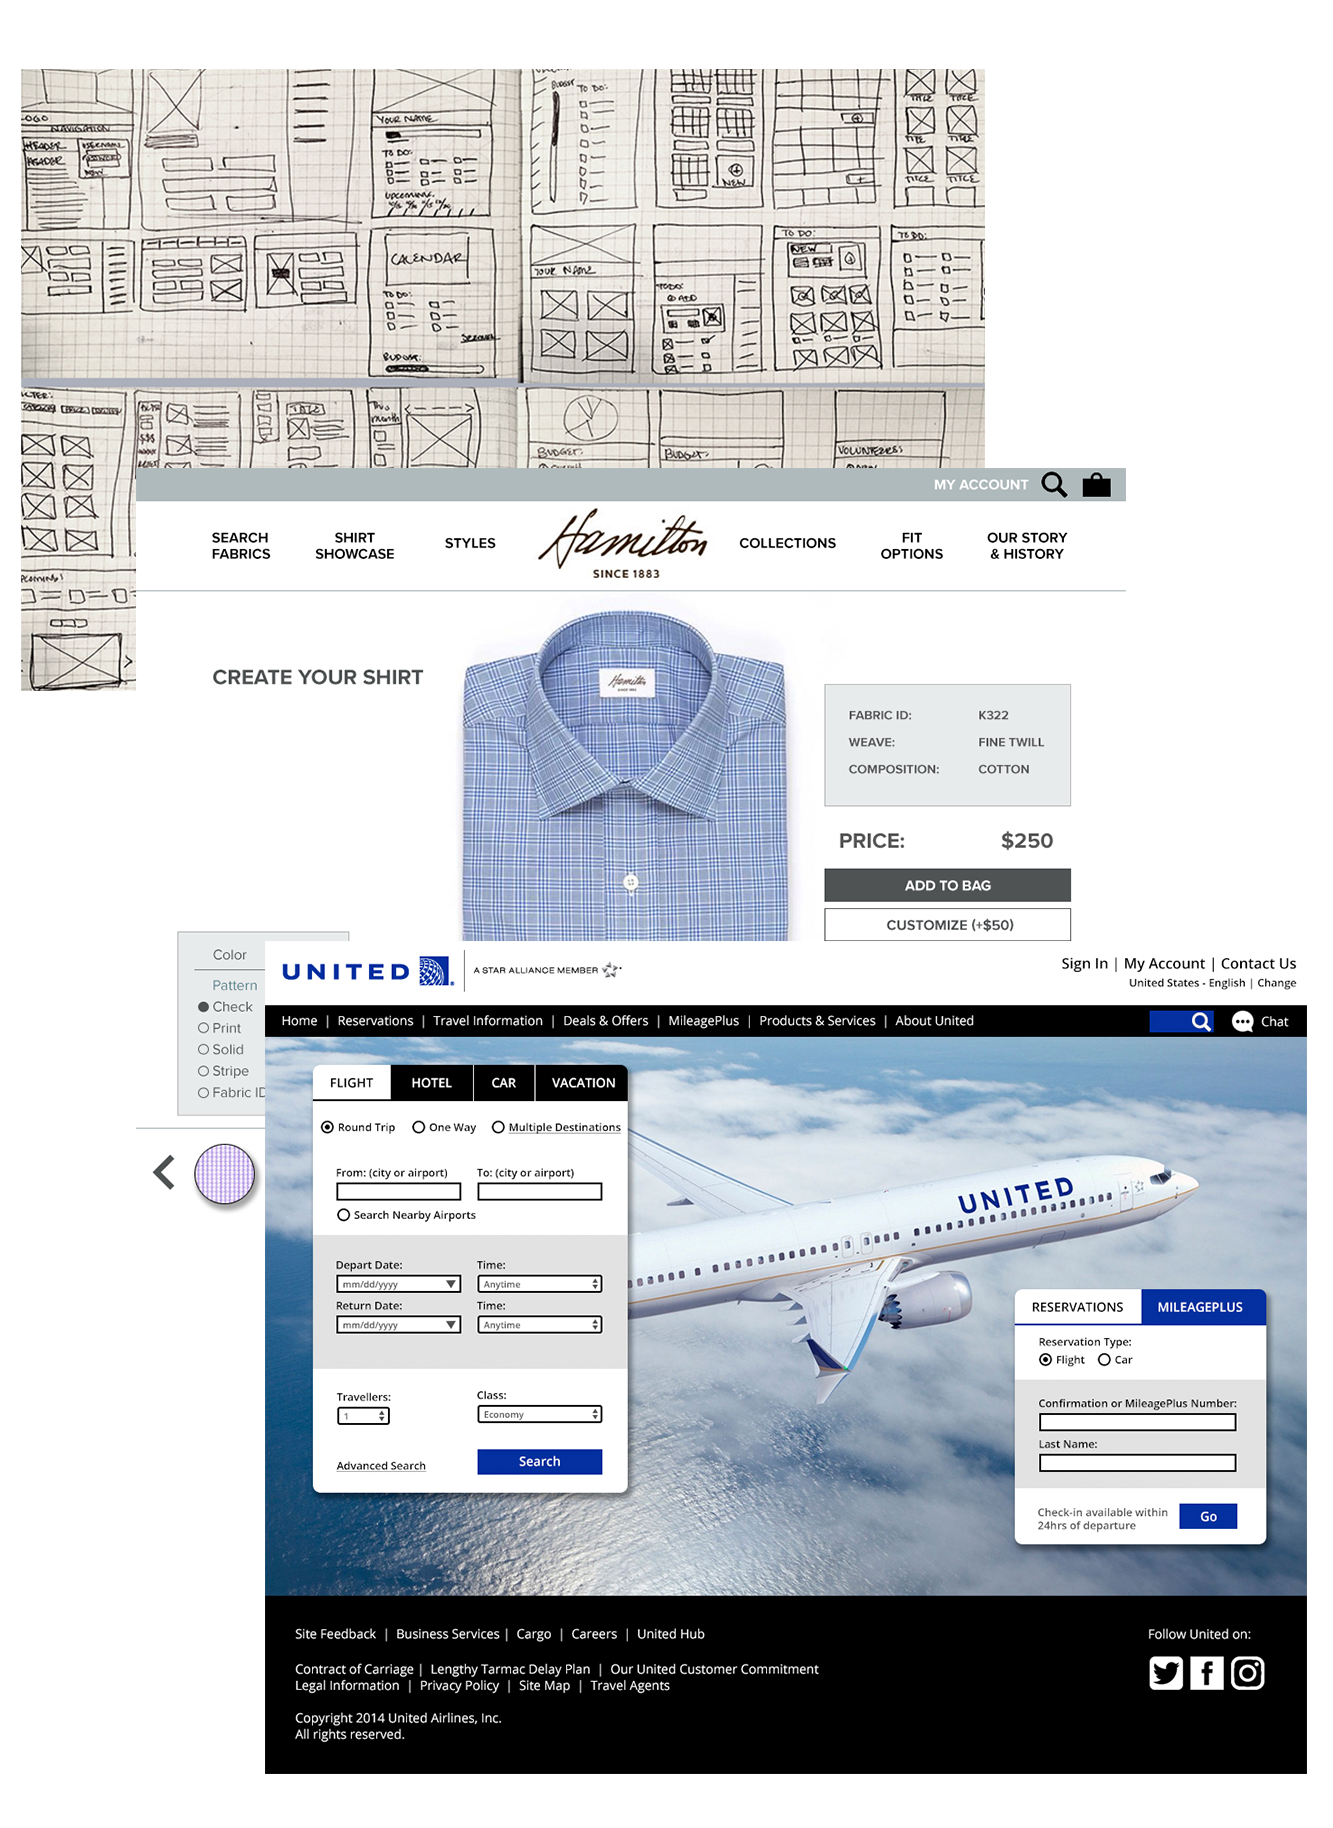 LOGO
NAVIGATION
HEADER
HEADER
YOUR NAME
TO DO:
UPCOMING:
BUDGET
TO DO:
NEW
TITLE TITLE
TITLE TITLE
TITLE TITLE
CALENDAR
TO DO:
BUDGET:
YOUR NAME
TO DO:
ADD
TO DO:
NEW
TO DO:
TITLE
This
month
BUDGET:
BUDGET:
VOLUNTEERS
MY ACCOUNT
SEARCH
FABRICS
SHIRT
SHOWCASE
STYLES
Hamilton
SINCE 1883
COLLECTIONS
FIT
OPTIONS
OUR STORY
& HISTORY
CREATE YOUR SHIRT
Hamilton
SINCE 1883
FABRIC ID: K322
WEAVE: FINE TWILL
COMPOSITION: COTTON
PRICE: $250
ADD TO BAG
CUSTOMIZE (+$50)
Color
Pattern
Check
Print
Solid
Stripe
Fabric ID
UNITED
A STAR ALLIANCE MEMBER
Sign In | My Account | Contact Us
United States - English | Change
Home | Reservations | Travel Information | Deals & Offers | MileagePlus | Products & Services | About United
Chat
FLIGHT HOTEL CAR VACATION
Round Trip One Way Multiple Destinations
From: (city or airport) To: (city or airport)
Search Nearby Airports
Depart Date: Time:
mm/dd/yyyy Anytime
Return Date: Time:
mm/dd/yyyy Anytime
Travellers: Class:
1 Economy
Advanced Search Search
UNITED
RESERVATIONS MILEAGEPLUS
Reservation Type:
Flight Car
Confirmation or MileagePlus Number:
Last Name:
Check-in available within
24hrs of departure
Go
Site Feedback | Business Services | Cargo | Careers | United Hub
Contract of Carriage | Lengthy Tarmac Delay Plan | Our United Customer Commitment
Legal Information | Privacy Policy | Site Map | Travel Agents
Copyright 2014 United Airlines, Inc.
All rights reserved.
Follow United on: